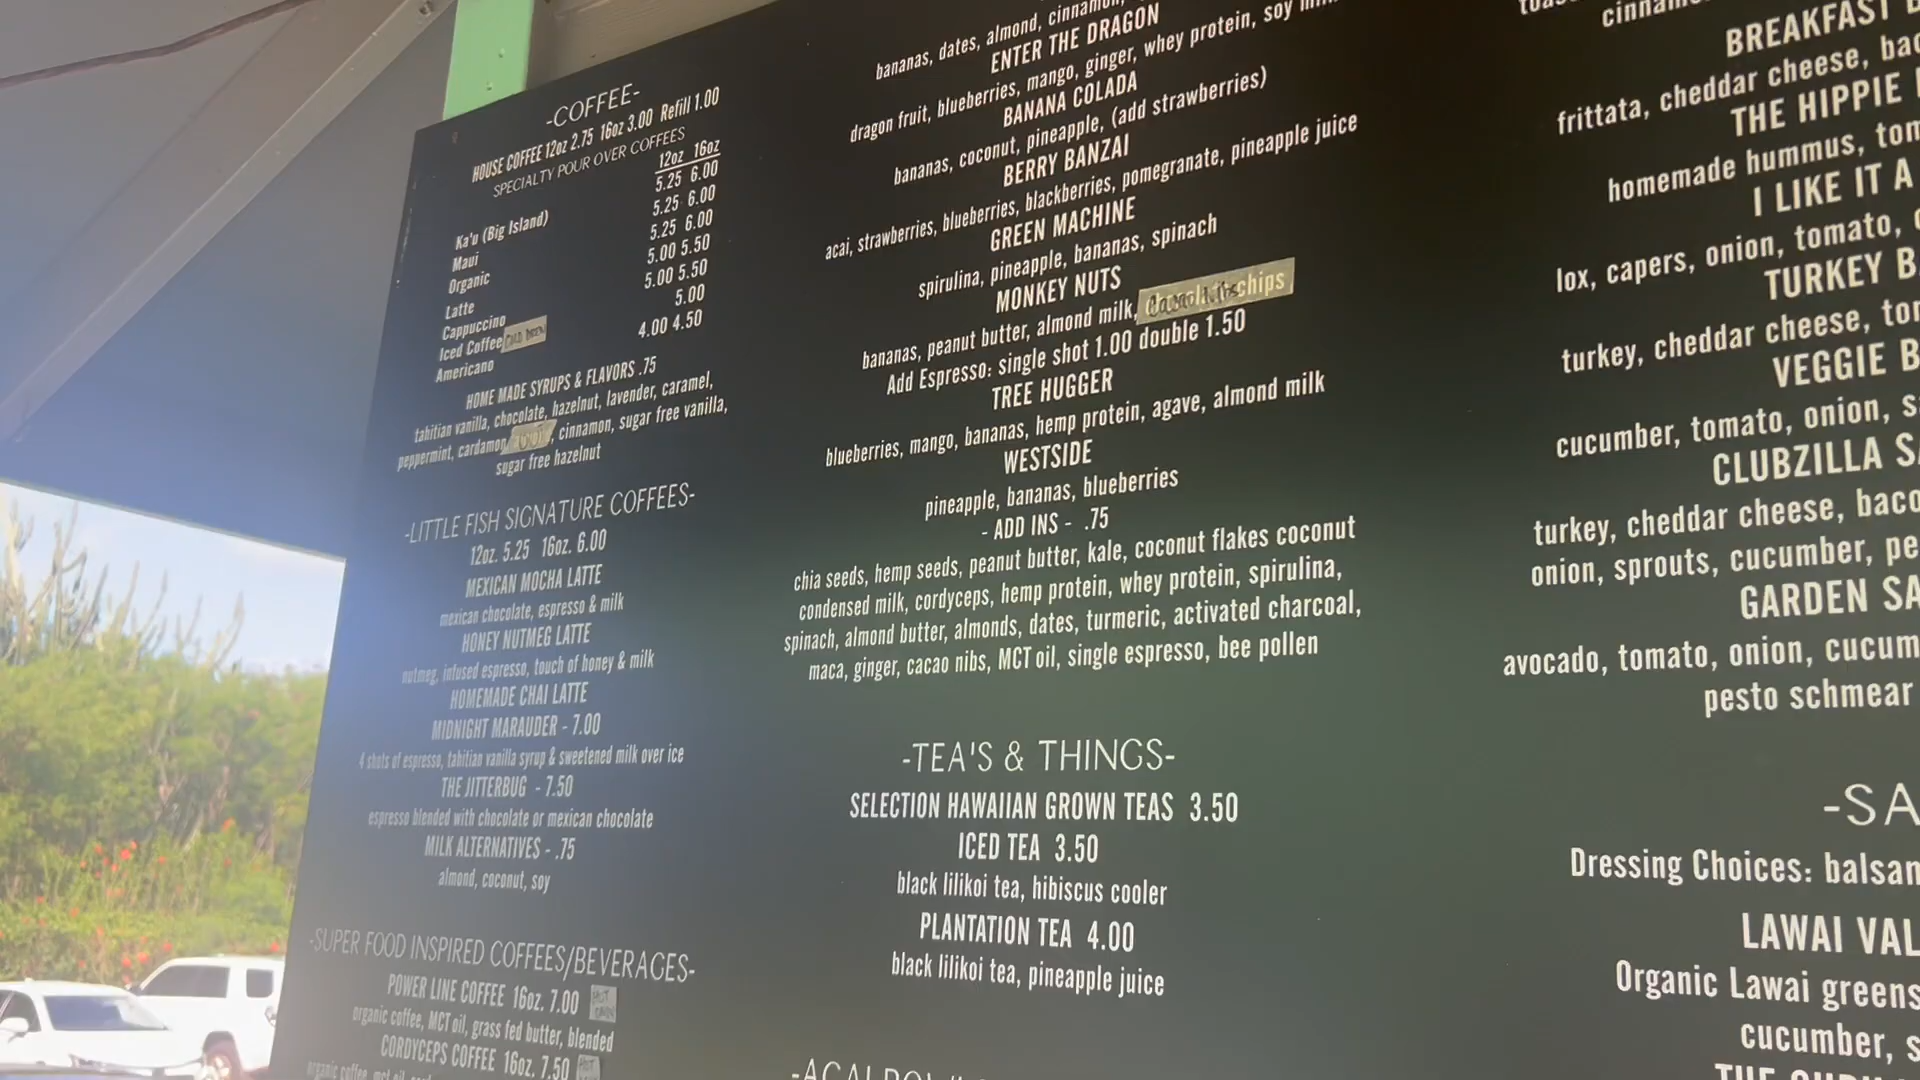 -COFFEE-
HOUSE COFFEE 12oz 2.75 16oz 3.00 Refill 1.00
SPECIALTY POUR OVER COFFEES
12oz 16oz
Ka'u (Big Island) 5.25 6.00
Maui 5.25 6.00
Organic 5.25 6.00
Latte 5.00 5.50
Cappuccino 5.00 5.50
Iced Coffee COLD BREW 5.00
Americano 4.00 4.50
HOME MADE SYRUPS & FLAVORS .75
tahitian vanilla, chocolate, hazelnut, lavender, caramel,
peppermint, cardamon, cinnamon, sugar free vanilla,
sugar free hazelnut
-LITTLE FISH SIGNATURE COFFEES-
12oz. 5.25 16oz. 6.00
MEXICAN MOCHA LATTE
mexican chocolate, espresso & milk
HONEY NUTMEG LATTE
nutmeg, infused espresso, touch of honey & milk
HOMEMADE CHAI LATTE
MIDNIGHT MARAUDER - 7.00
4 shots of espresso, tahitian vanilla syrup & sweetened milk over ice
THE JITTERBUG - 7.50
espresso blended with chocolate or mexican chocolate
MILK ALTERNATIVES - .75
almond, coconut, soy
-SUPER FOOD INSPIRED COFFEES/BEVERAGES-
POWER LINE COFFEE 16oz. 7.00
organic coffee, MCT oil, grass fed butter, blended
CORDYCEPS COFFEE 16oz. 7.50
organic coffee, mct oil,
bananas, dates, almond, cinnamon,
ENTER THE DRAGON
dragon fruit, blueberries, mango, ginger, whey protein, soy milk
BANANA COLADA
bananas, coconut, pineapple, (add strawberries)
BERRY BANZAI
acai, strawberries, blueberries, blackberries, pomegranate, pineapple juice
GREEN MACHINE
spirulina, pineapple, bananas, spinach
MONKEY NUTS
bananas, peanut butter, almond milk, chips
Add Espresso: single shot 1.00 double 1.50
TREE HUGGER
blueberries, mango, bananas, hemp protein, agave, almond milk
WESTSIDE
pineapple, bananas, blueberries
- ADD INS - .75
chia seeds, hemp seeds, peanut butter, kale, coconut flakes coconut
condensed milk, cordyceps, hemp protein, whey protein, spirulina,
spinach, almond butter, almonds, dates, turmeric, activated charcoal,
maca, ginger, cacao nibs, MCT oil, single espresso, bee pollen
-TEA'S & THINGS-
SELECTION HAWAIIAN GROWN TEAS 3.50
ICED TEA 3.50
black lilikoi tea, hibiscus cooler
PLANTATION TEA 4.00
black lilikoi tea, pineapple juice
BREAKFAST
frittata, cheddar cheese,
THE HIPPIE
homemade hummus,
I LIKE IT A
lox, capers, onion, tomato,
TURKEY
turkey, cheddar cheese,
VEGGIE
cucumber, tomato, onion,
CLUBZILLA
turkey, cheddar cheese,
onion, sprouts, cucumber,
GARDEN
avocado, tomato, onion,
pesto schmear
Dressing Choices:
LAWAI
Organic Lawai greens
cucumber,